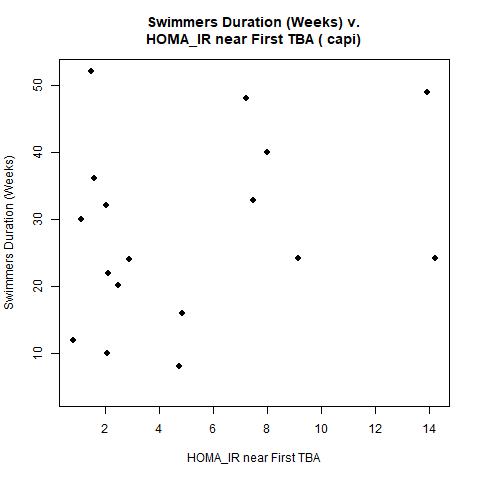 Swimmers Duration (Weeks) v.
HOMA_IR near First TBA ( capi)
Swimmers Duration (Weeks)
50
40
30
20
10
2 4 6 8 10 12 14
HOMA_IR near First TBA